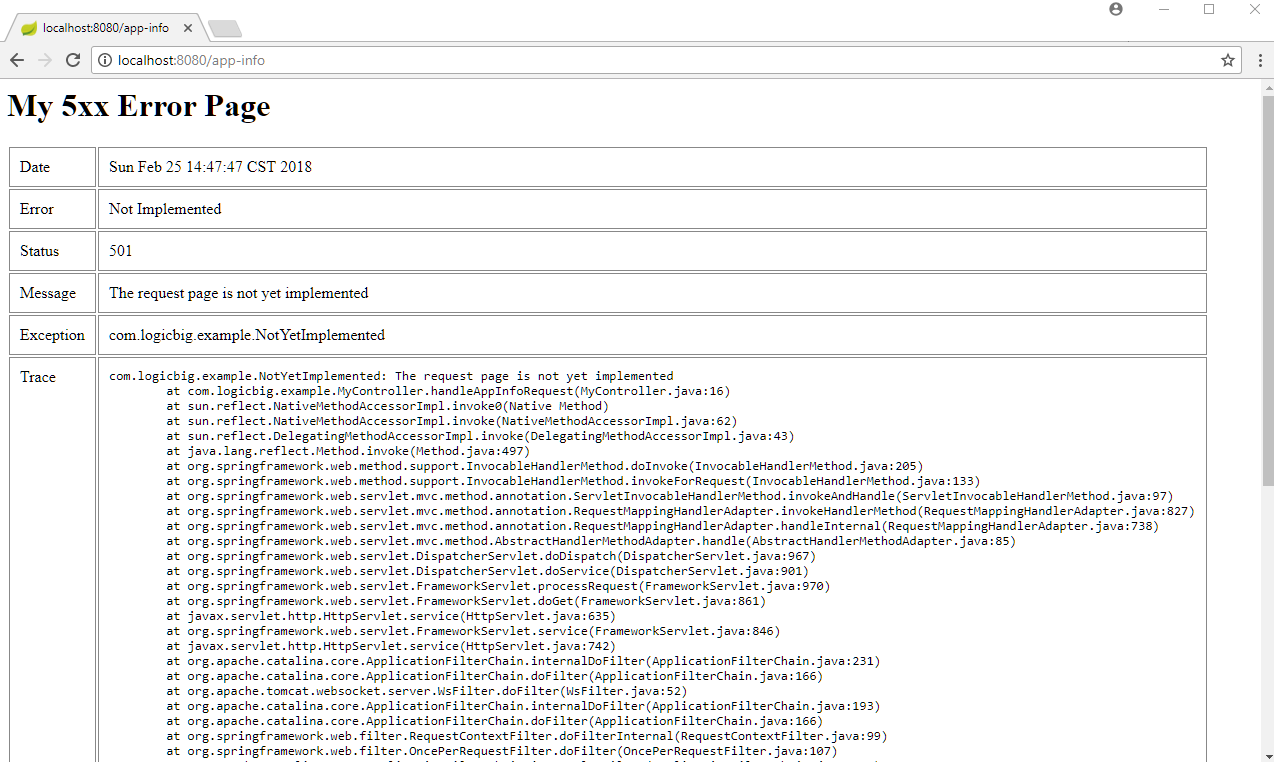 localhost:8080/app-info
localhost:8080/app-info
My 5xx Error Page
Date Sun Feb 25 14:47:47 CST 2018
Error Not Implemented
Status 501
Message The request page is not yet implemented
Exception com.logicbig.example.NotYetImplemented
Trace com.logicbig.example.NotYetImplemented: The request page is not yet implemented
at com.logicbig.example.MyController.handleAppInfoRequest(MyController.java:16)
at sun.reflect.NativeMethodAccessorImpl.invoke0(Native Method)
at sun.reflect.NativeMethodAccessorImpl.invoke(NativeMethodAccessorImpl.java:62)
at sun.reflect.DelegatingMethodAccessorImpl.invoke(DelegatingMethodAccessorImpl.java:43)
at java.lang.reflect.Method.invoke(Method.java:497)
at org.springframework.web.method.support.InvocableHandlerMethod.doInvoke(InvocableHandlerMethod.java:205)
at org.springframework.web.method.support.InvocableHandlerMethod.invokeForRequest(InvocableHandlerMethod.java:133)
at org.springframework.web.servlet.mvc.method.annotation.ServletInvocableHandlerMethod.invokeAndHandle(ServletInvocableHandlerMethod.java:97)
at org.springframework.web.servlet.mvc.method.annotation.RequestMappingHandlerAdapter.invokeHandlerMethod(RequestMappingHandlerAdapter.java:827)
at org.springframework.web.servlet.mvc.method.annotation.RequestMappingHandlerAdapter.handleInternal(RequestMappingHandlerAdapter.java:738)
at org.springframework.web.servlet.mvc.method.AbstractHandlerMethodAdapter.handle(AbstractHandlerMethodAdapter.java:85)
at org.springframework.web.servlet.DispatcherServlet.doDispatch(DispatcherServlet.java:967)
at org.springframework.web.servlet.DispatcherServlet.doService(DispatcherServlet.java:901)
at org.springframework.web.servlet.FrameworkServlet.processRequest(FrameworkServlet.java:970)
at org.springframework.web.servlet.FrameworkServlet.doGet(FrameworkServlet.java:861)
at javax.servlet.http.HttpServlet.service(HttpServlet.java:635)
at org.springframework.web.servlet.FrameworkServlet.service(FrameworkServlet.java:846)
at javax.servlet.http.HttpServlet.service(HttpServlet.java:742)
at org.apache.catalina.core.ApplicationFilterChain.internalDoFilter(ApplicationFilterChain.java:231)
at org.apache.catalina.core.ApplicationFilterChain.doFilter(ApplicationFilterChain.java:166)
at org.apache.tomcat.websocket.server.WsFilter.doFilter(WsFilter.java:52)
at org.apache.catalina.core.ApplicationFilterChain.internalDoFilter(ApplicationFilterChain.java:193)
at org.apache.catalina.core.ApplicationFilterChain.doFilter(ApplicationFilterChain.java:166)
at org.springframework.web.filter.RequestContextFilter.doFilterInternal(RequestContextFilter.java:99)
at org.springframework.web.filter.OncePerRequestFilter.doFilter(OncePerRequestFilter.java:107)